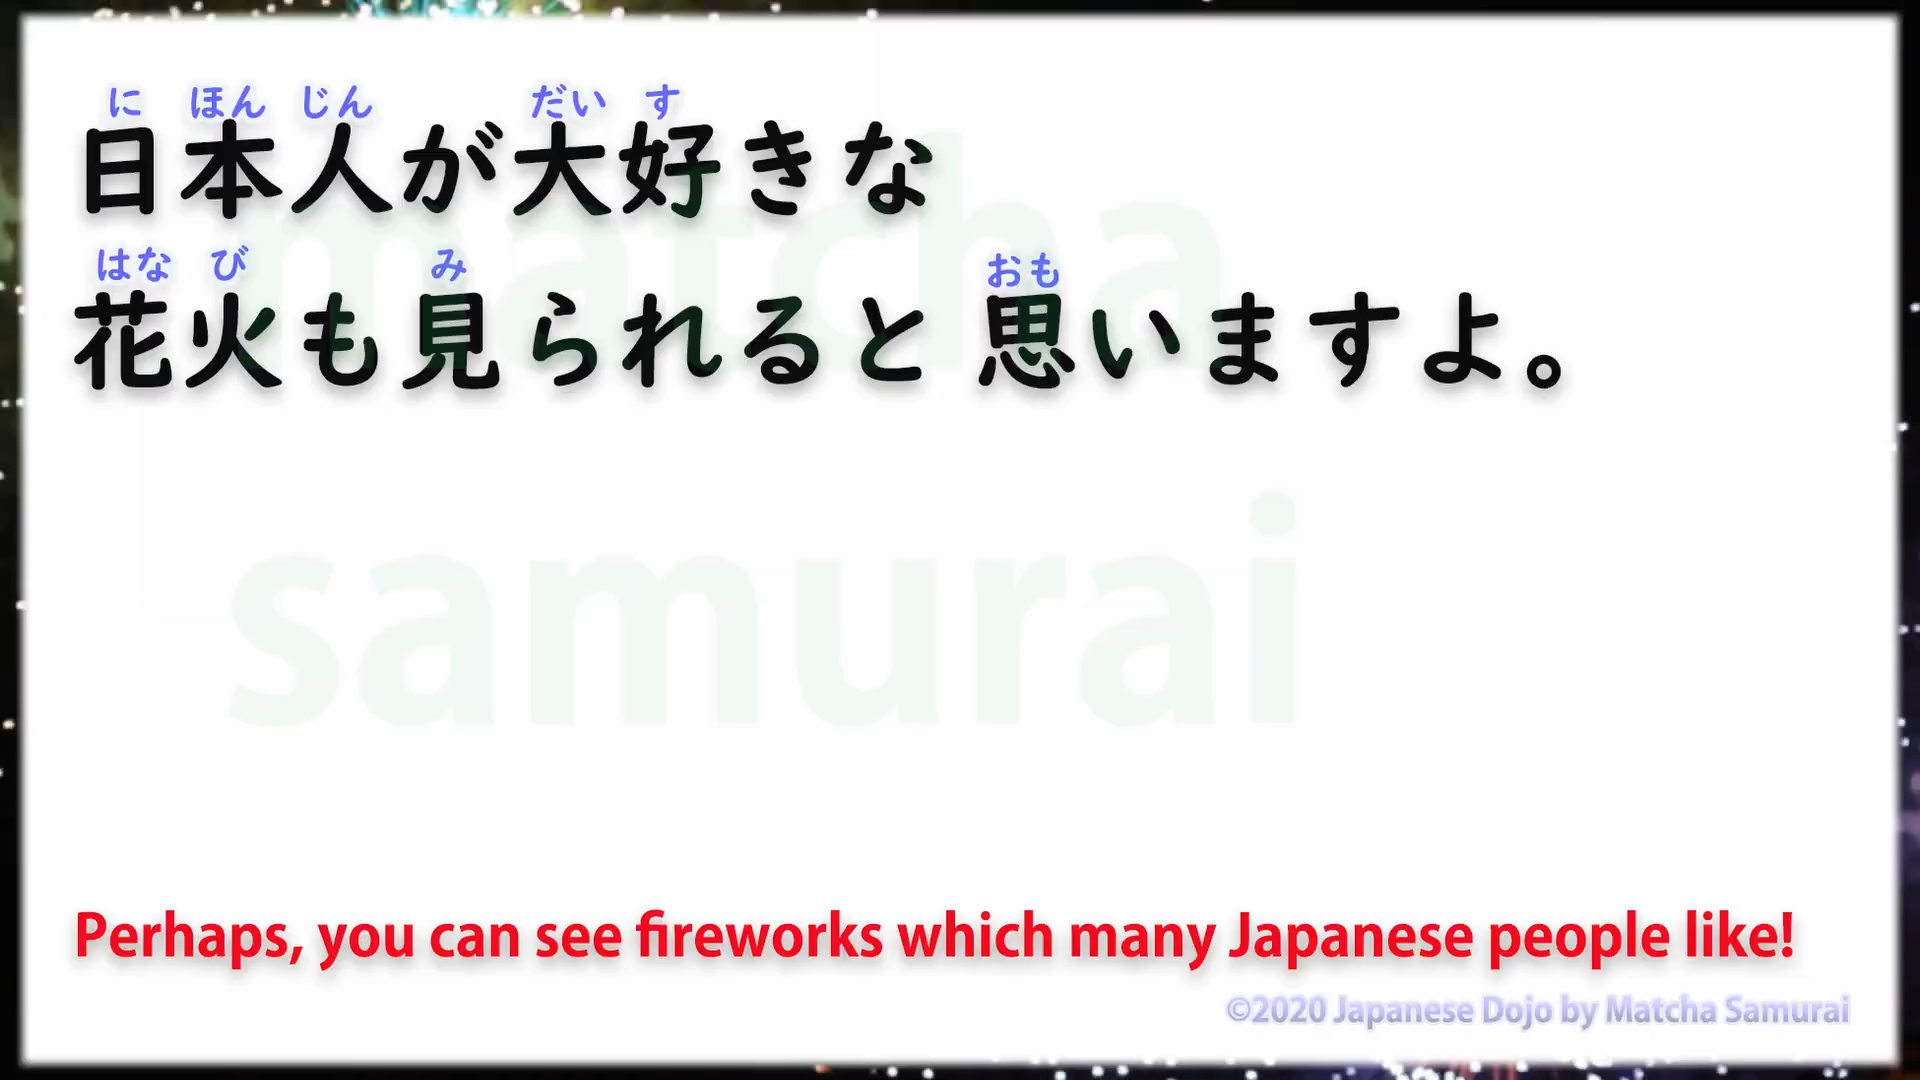 に ほん じん だい す
日本人が大好きな
はな び み おも
花火も見られると 思いますよ。
matcha
samurai
Perhaps, you can see fireworks which many Japanese people like!
©2020 Japanese Dojo by Matcha Samurai